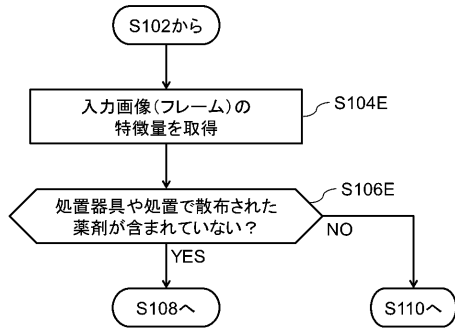 S102から
入力画像(フレーム)の
特徴量を取得
S104E
処置器具や処置で散布された
薬剤が含まれていない？
S106E
NO
YES
S108へ
S110へ